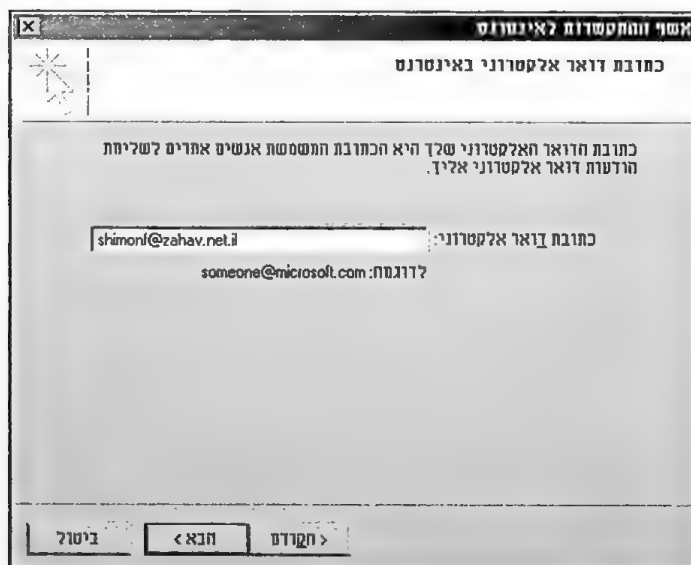 אשף ההתקשרות לאינטרנט
כתובת דואר אלקטרוני באינטרנט
כתובת הדואר האלקטרוני שלך היא הכתובת המשמשת אנשים אחרים לשליחת
הודעות דואר אלקטרוני אליך.
כתובת דואר אלקטרוני: shimonf@zahav.net.il
לדוגמה: someone@microsoft.com
< הקודם
הבא >
ביטול